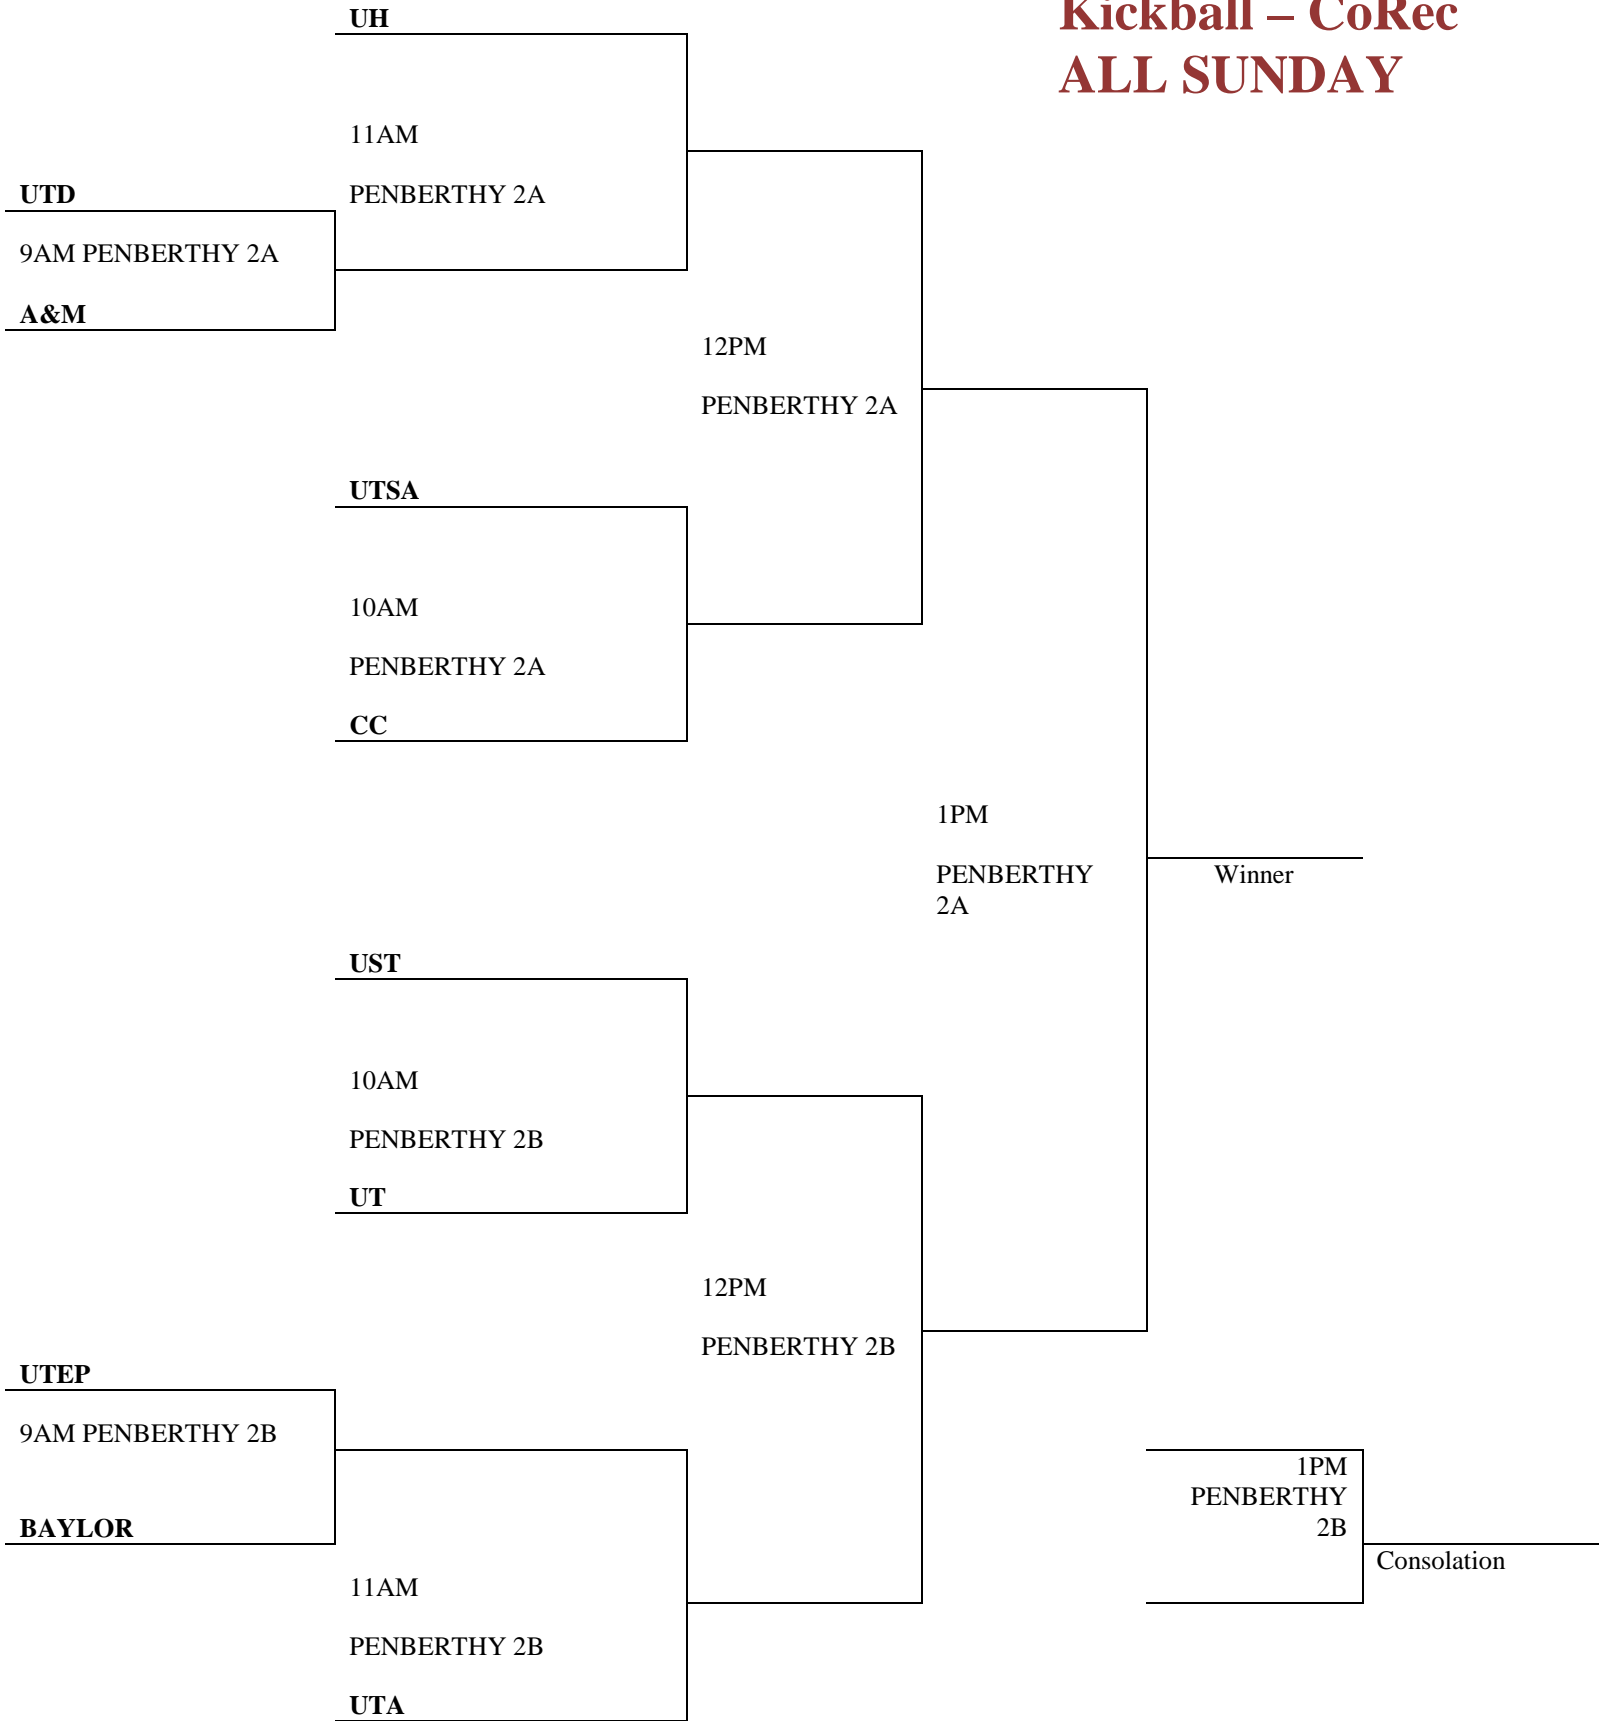 Kickball – CoRec
ALL SUNDAY
UH
11AM
PENBERTHY 2A
UTD
9AM PENBERTHY 2A
A&M
12PM
PENBERTHY 2A
UTSA
10AM
PENBERTHY 2A
CC
1PM
PENBERTHY
2A
Winner
UST
10AM
PENBERTHY 2B
UT
12PM
PENBERTHY 2B
UTEP
9AM PENBERTHY 2B
BAYLOR
11AM
PENBERTHY 2B
UTA
1PM
PENBERTHY
2B
Consolation